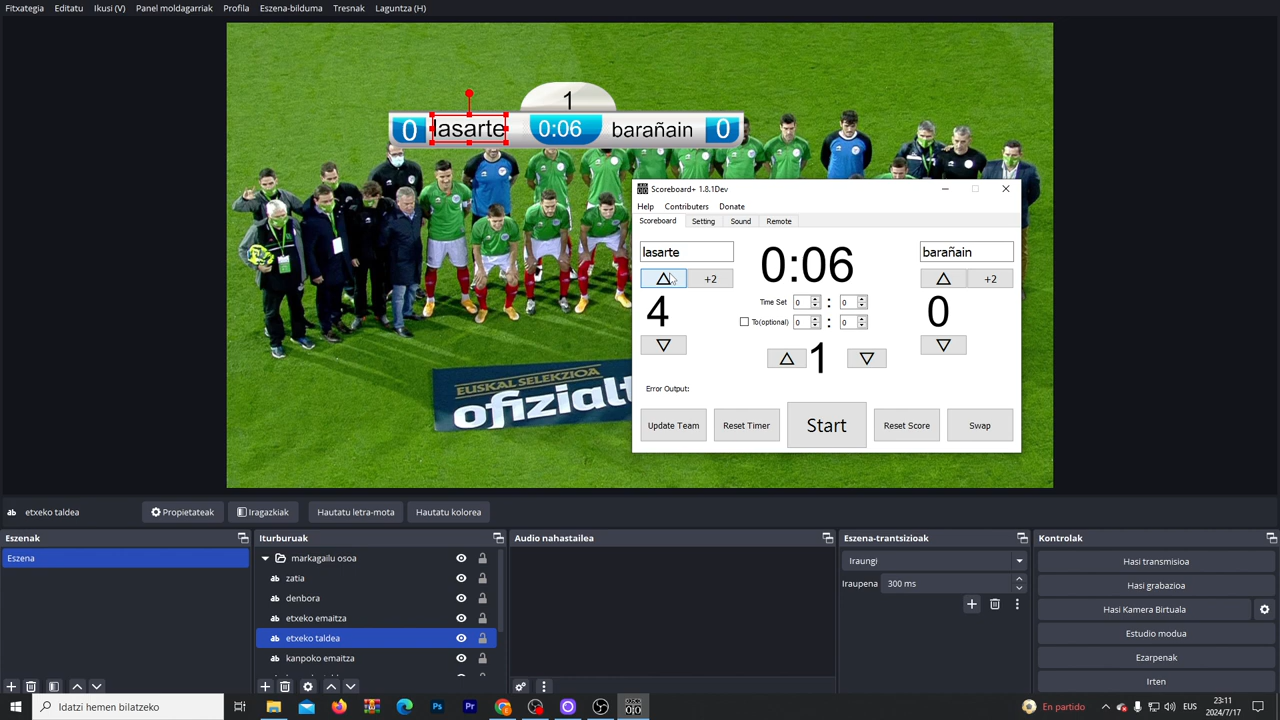 Fitxategia Editatu Ikusi (V) Panel moldagarriak Profila Eszena-bilduma Tresnak Laguntza (H)
1
0 lasarte 0:06 barañain 0
Scoreboard+ 1.8.1Dev
Help Contributers Donate
Scoreboard Setting Sound Remote
lasarte 0:06 barañain
+2 +2
Time Set 0 : 0
4 0
To(optional) 0 : 0
1
Error Output:
Update Team Reset Timer Start Reset Score Swap
EUSKAL SELEKZIOA
ofizialt
etxeko taldea Propietateak Iragazkiak Hautatu letra-mota Hautatu kolorea
Eszenak Iturburuak Audio nahastailea Eszena-trantsizioak Kontrolak
Eszena
markagailu osoa
zatia
denbora
etxeko emaitza
etxeko taldea
kanpoko emaitza
Iraungi
Iraupena 300 ms
Hasi transmisioa
Hasi grabazioa
Hasi Kamera Birtuala
Estudio modua
Ezarpenak
Irten
Idatzi hemen bilatzeko
En partido
23:11
2024/7/17